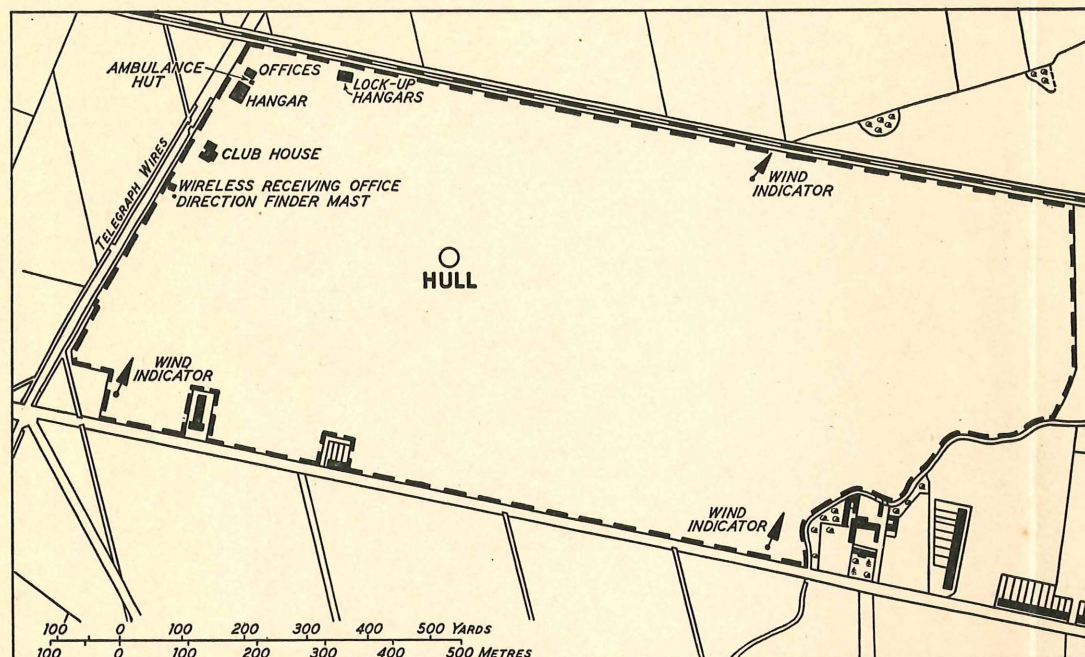 AMBULANCE
HUT
OFFICES
HANGAR
LOCK-UP
HANGARS
CLUB HOUSE
WIRELESS RECEIVING OFFICE
DIRECTION FINDER MAST
TELEGRAPH WIRES
WIND
INDICATOR
HULL
WIND
INDICATOR
WIND
INDICATOR
100 0 100 200 300 400 500 YARDS
100 0 100 200 300 400 500 METRES